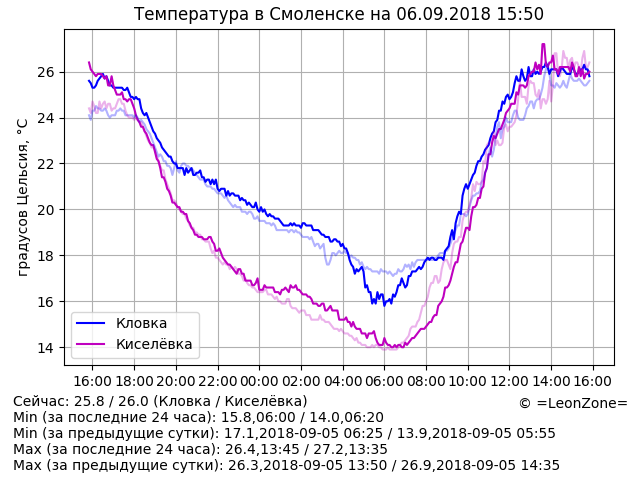 Температура в Смоленске на 06.09.2018 15:50
градусов Цельсия, °C
26
24
22
20
18
16
14
Кловка
Киселёвка
16:00 18:00 20:00 22:00 00:00 02:00 04:00 06:00 08:00 10:00 12:00 14:00 16:00
Сейчас: 25.8 / 26.0 (Кловка / Киселёвка)
© =LeonZone=
Min (за последние 24 часа): 15.8,06:00 / 14.0,06:20
Min (за предыдущие сутки): 17.1,2018-09-05 06:25 / 13.9,2018-09-05 05:55
Max (за последние 24 часа): 26.4,13:45 / 27.2,13:35
Max (за предыдущие сутки): 26.3,2018-09-05 13:50 / 26.9,2018-09-05 14:35